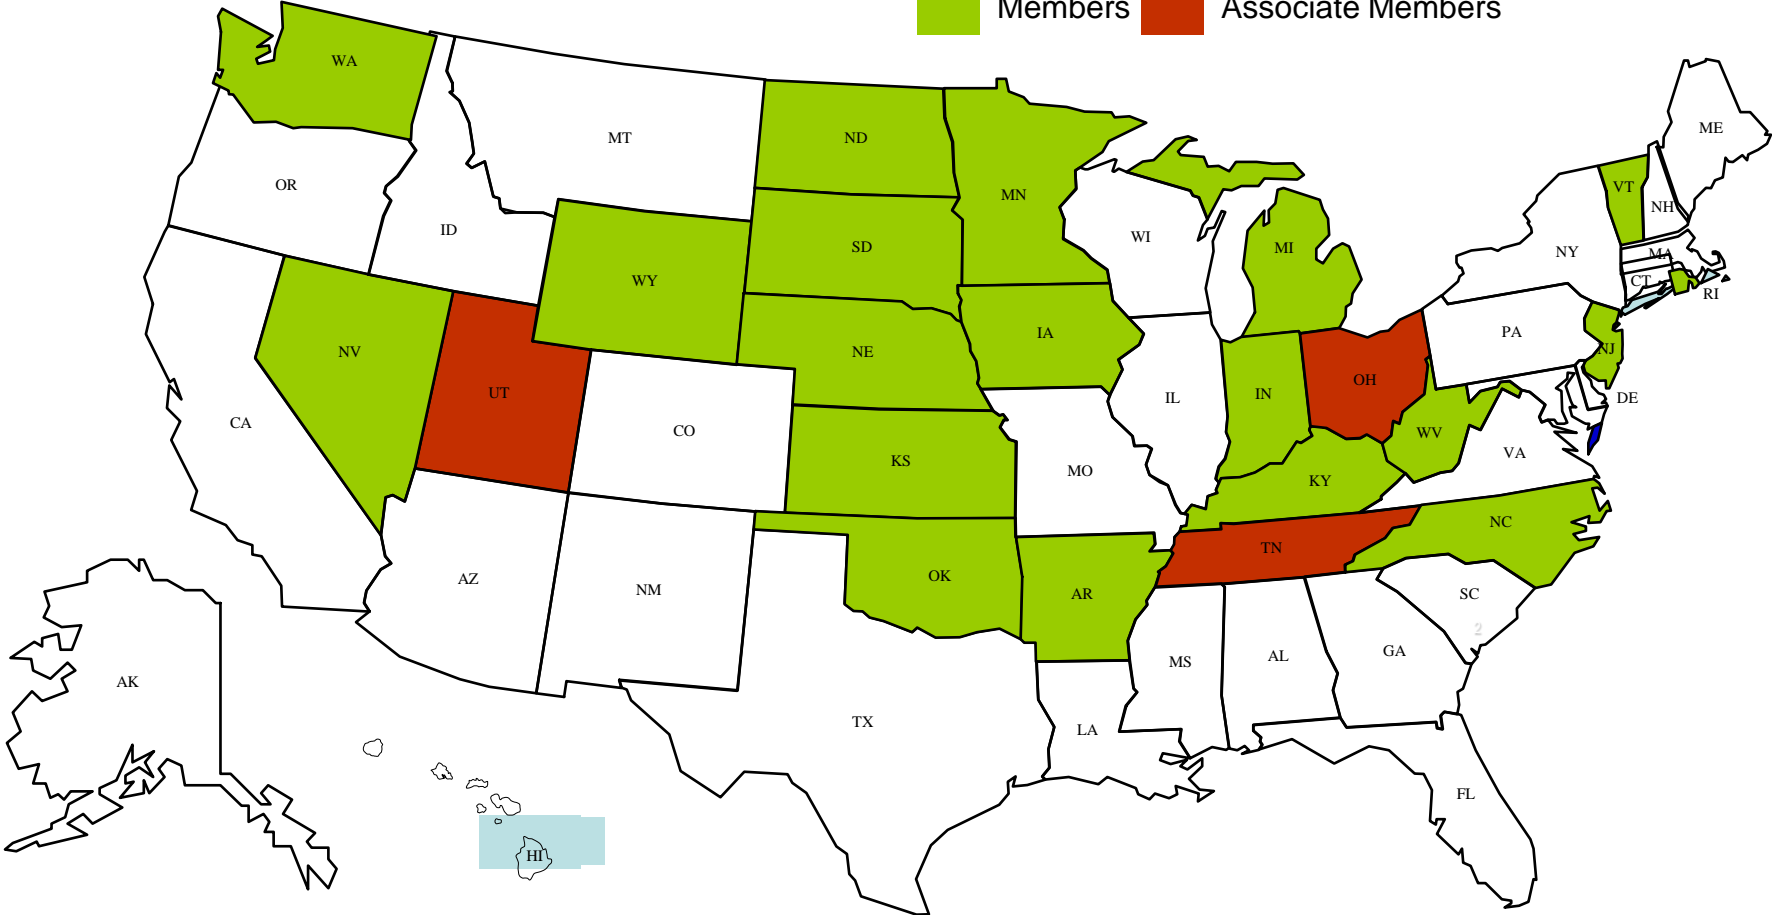 Members
Associate Members
WA
ME
ND
MT
VT
OR
MN
NH
ID
WI
SD
MI
NY
MA
WY
CT
RI
IA
PA
NV
NE
NJ
UT
OH
IN
IL
DE
CA
CO
WV
VA
KS
MO
KY
NC
TN
AZ
OK
NM
AR
SC
2
GA
AL
MS
AK
TX
LA
FL
HI